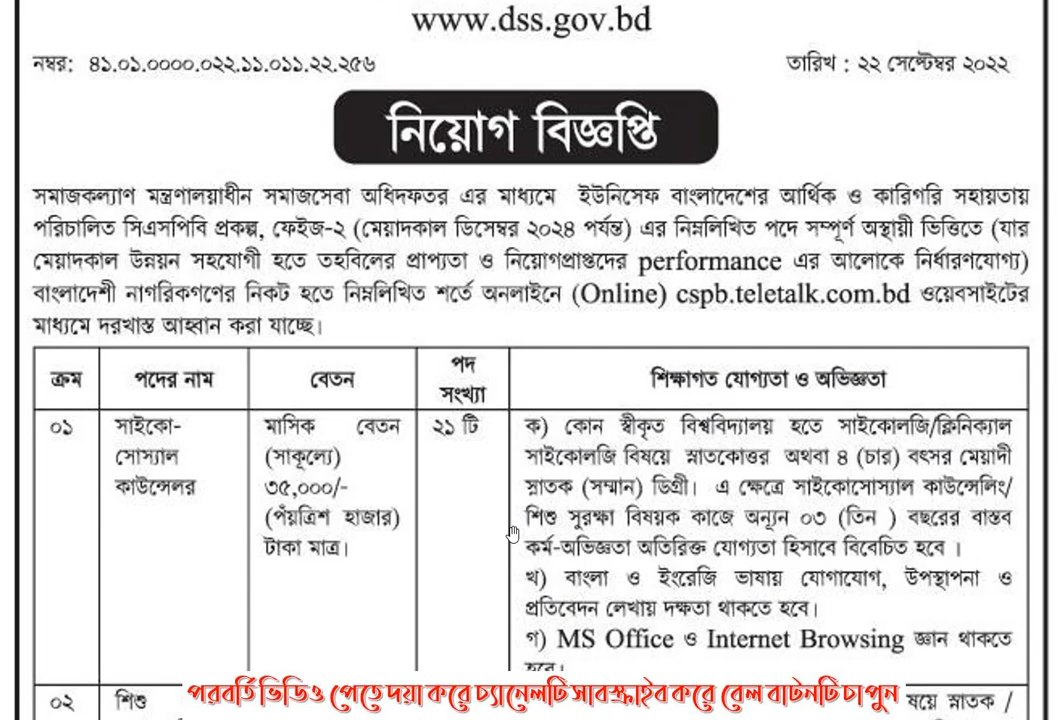 www.dss.gov.bd
নম্বর: ৪১.০১.০০০০.০২২.১১.০১১.২২.২৫৬ তারিখ : ২২ সেপ্টেম্বর ২০২২
নিয়োগ বিজ্ঞপ্তি
সমাজকল্যাণ মন্ত্রণালয়াধীন সমাজসেবা অধিদফতর এর মাধ্যমে ইউনিসেফ বাংলাদেশের আর্থিক ও কারিগরি সহায়তায়
পরিচালিত সিএসপিবি প্রকল্প, ফেইজ-২ (মেয়াদকাল ডিসেম্বর ২০২৪ পর্যন্ত) এর নিম্নলিখিত পদে সম্পূর্ণ অস্থায়ী ভিত্তিতে (যার
মেয়াদকাল উন্নয়ন সহযোগী হতে তহবিলের প্রাপ্যতা ও নিয়োগপ্রাপ্তদের performance এর আলোকে নির্ধারণযোগ্য)
বাংলাদেশী নাগরিকগণের নিকট হতে নিম্নলিখিত শর্তে অনলাইনে (Online) cspb.teletalk.com.bd ওয়েবসাইটের
মাধ্যমে দরখাস্ত আহ্বান করা যাচ্ছে।
ক্রম পদের নাম বেতন পদ সংখ্যা শিক্ষাগত যোগ্যতা ও অভিজ্ঞতা
০১
সাইকো-
সোস্যাল
কাউন্সেলর
মাসিক বেতন
(সাকূল্যে)
৩৫,০০০/-
(পঁয়ত্রিশ হাজার)
টাকা মাত্র।
২১ টি
ক) কোন স্বীকৃত বিশ্ববিদ্যালয় হতে সাইকোলজি/ক্লিনিক্যাল
সাইকোলজি বিষয়ে স্নাতকোত্তর অথবা ৪ (চার) বৎসর মেয়াদী
স্নাতক (সম্মান) ডিগ্রী। এ ক্ষেত্রে সাইকোসোস্যাল কাউন্সেলিং/
শিশু সুরক্ষা বিষয়ক কাজে অন্যূন ০৩ (তিন ) বছরের বাস্তব
কর্ম-অভিজ্ঞতা অতিরিক্ত যোগ্যতা হিসাবে বিবেচিত হবে ।
খ) বাংলা ও ইংরেজি ভাষায় যোগাযোগ, উপস্থাপনা ও
প্রতিবেদন লেখায় দক্ষতা থাকতে হবে।
গ) MS Office ও Internet Browsing জ্ঞান থাকতে
হবে।
০২ শিশু ষয়ে স্নাতক /
পরবর্তি ভিডিও পেতে দয়া করে চ্যানেলটি সাবস্ক্রাইব করে বেল বাটনটি চাপুন